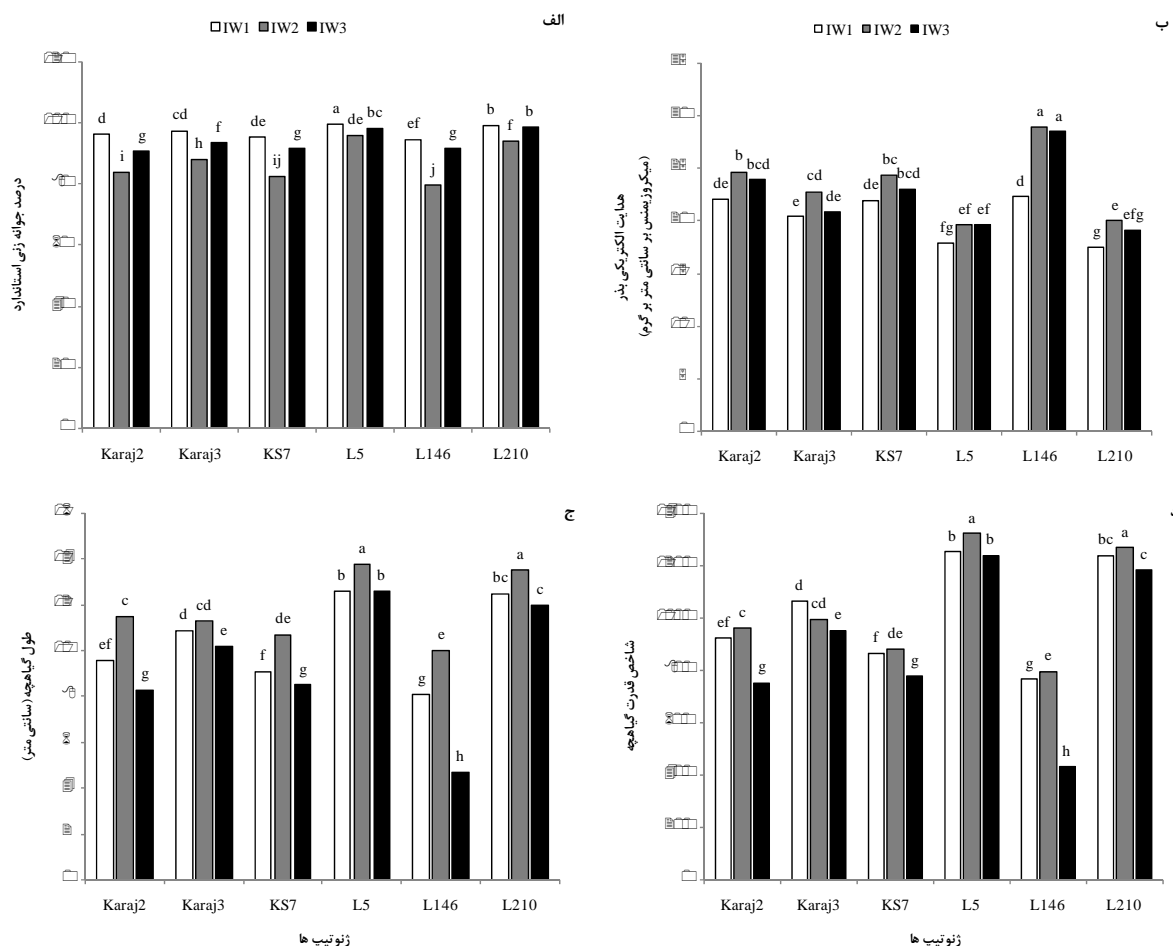 الف
IW1 IW2 IW3
درصد جوانه زنی استاندارد
d i g cd h f de ij g a de bc ef j g b f b
Karaj2 Karaj3 KS7 L5 L146 L210
ب
IW1 IW2 IW3
هدایت الکتریکی بذر
(میکروزیمنس بر سانتی متر بر گرم)
de b bcd e cd de de bc bcd fg ef ef d a a g e efg
Karaj2 Karaj3 KS7 L5 L146 L210
ج
طول گیاهچه (سانتی متر)
ef c g d cd e f de g b a b g e h bc a c
Karaj2 Karaj3 KS7 L5 L146 L210
ژنوتیپ ها
شاخص قدرت گیاهچه
ef c g d cd e f de g b a b g e h bc a c
Karaj2 Karaj3 KS7 L5 L146 L210
ژنوتیپ ها